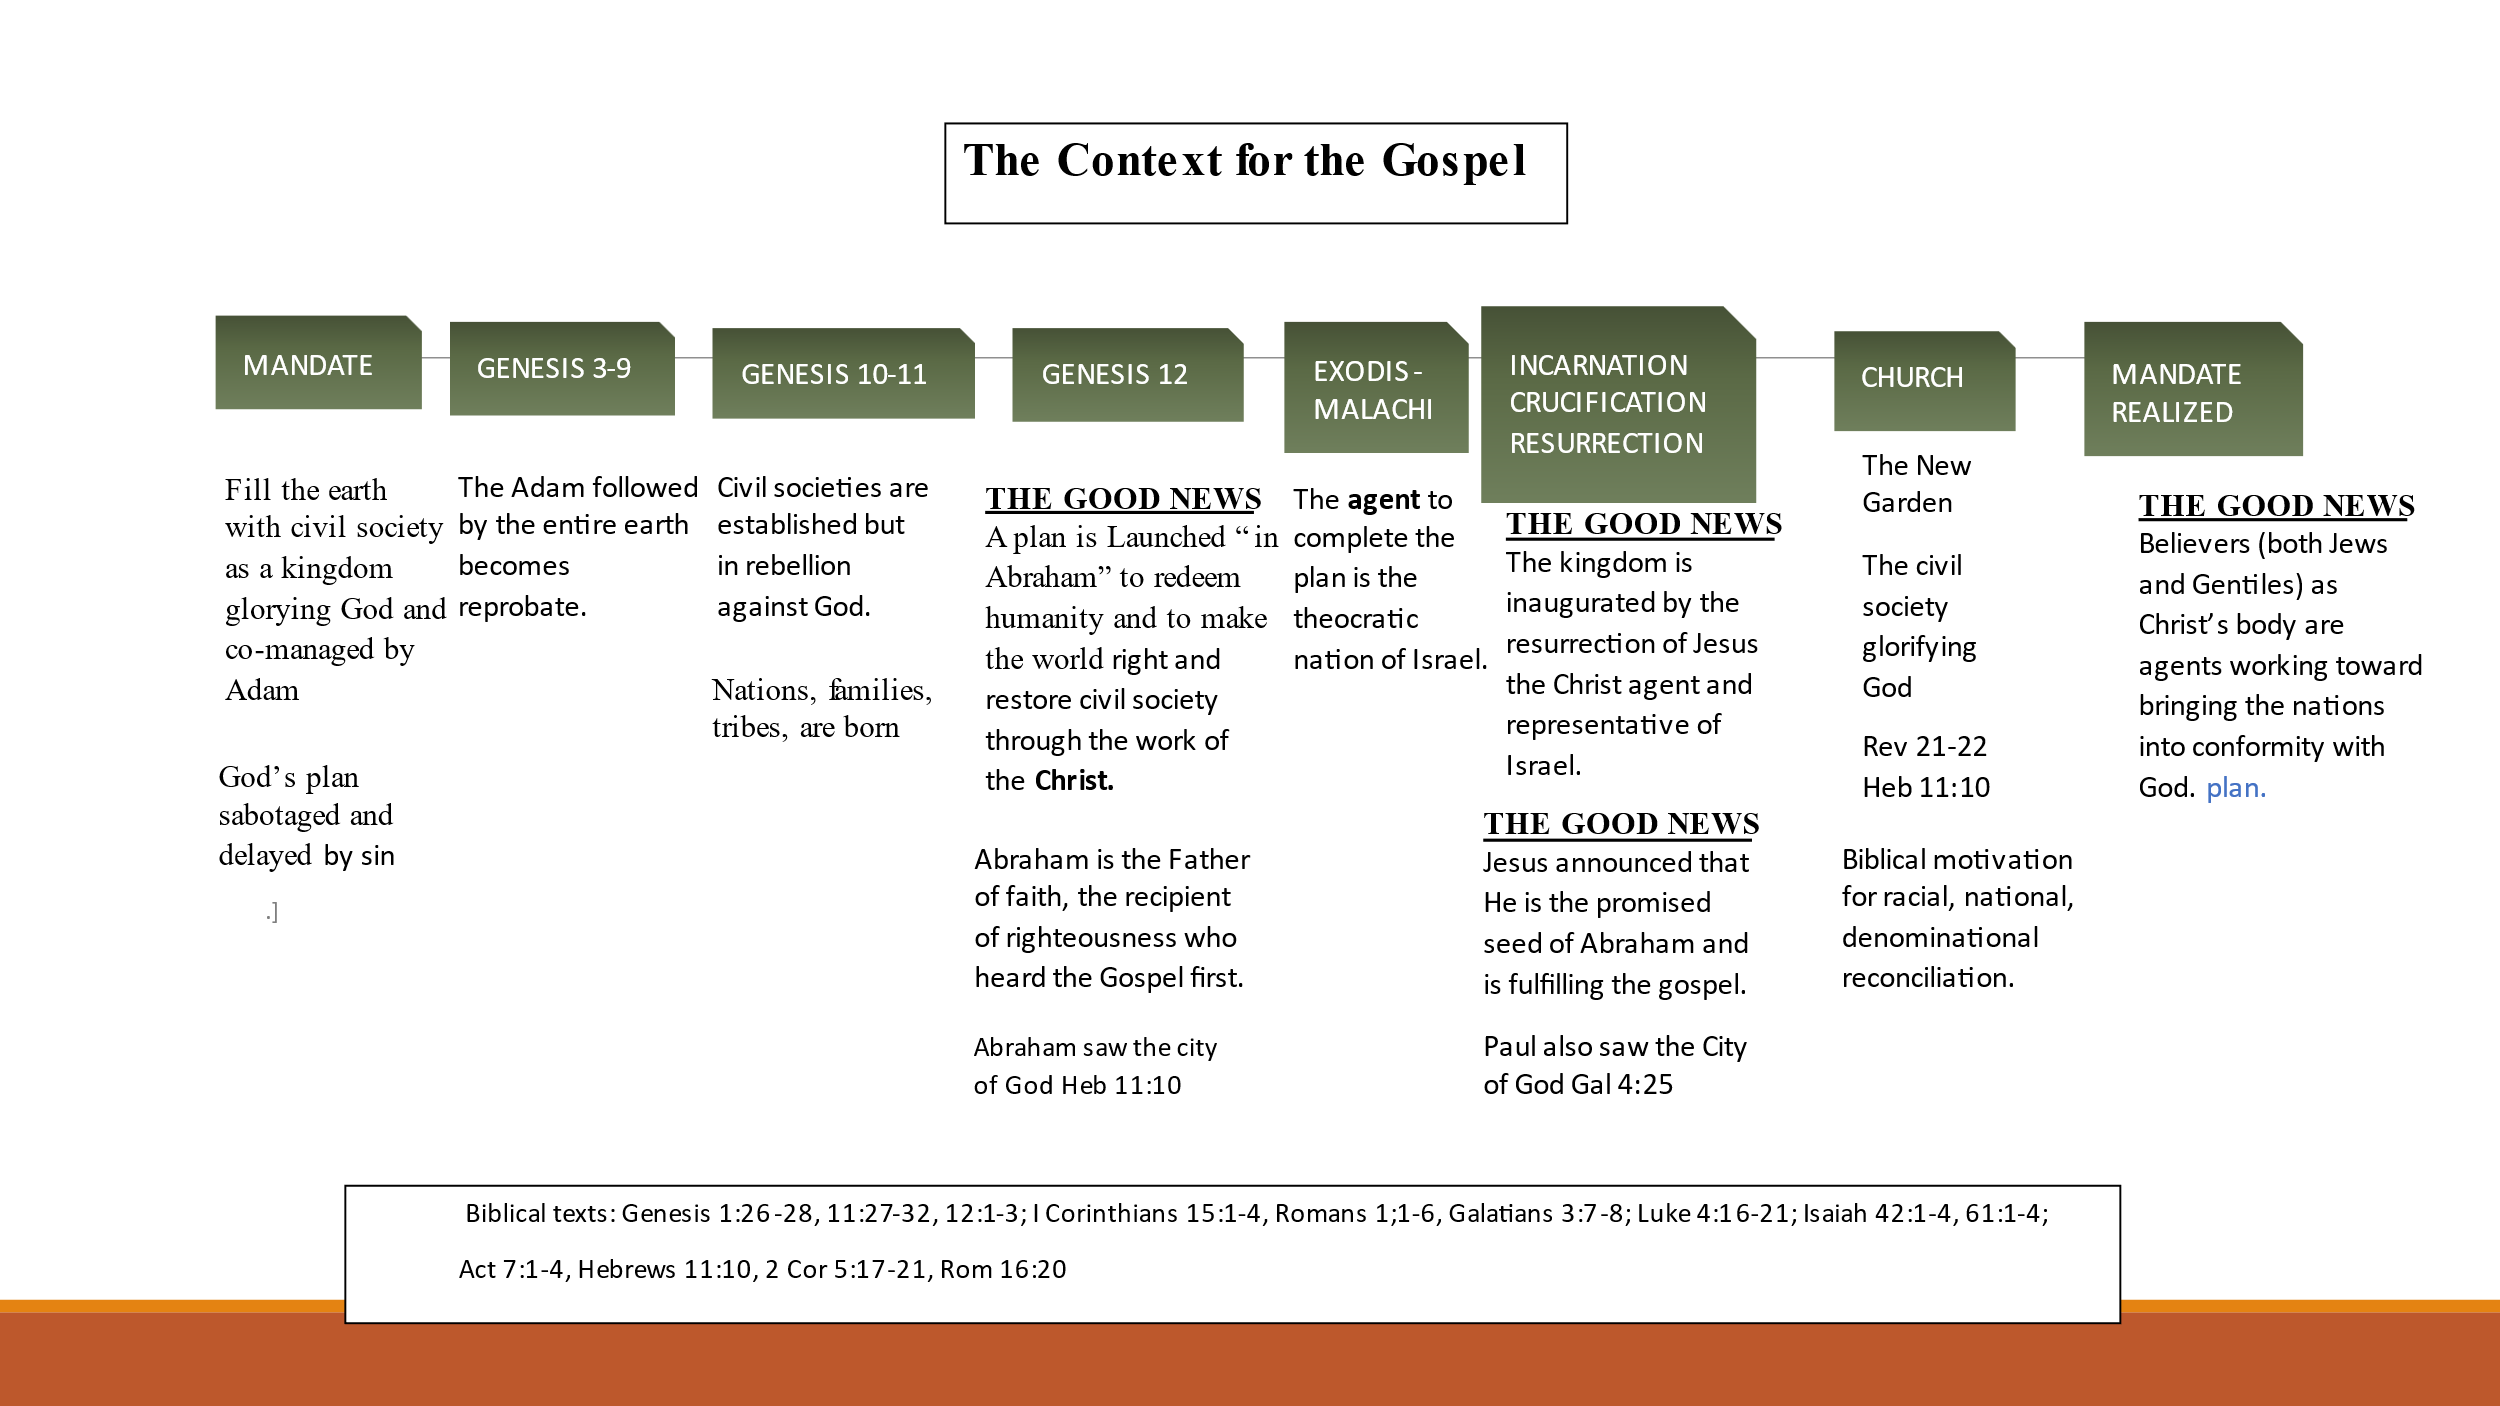 The Context for the Gospel
MANDATE
Fill the earth
with civil society
as a kingdom
glorying God and
co-managed by
Adam
God's plan
sabotaged and
delayed by sin
.]
GENESIS 3-9
The Adam followed
by the entire earth
becomes
reprobate.
GENESIS 10-11
Civil societies are
established but
in rebellion
against God.
Nations, families,
tribes, are born
GENESIS 12
THE GOOD NEWS
A plan is Launched “in
Abraham” to redeem
humanity and to make
the world right and
restore civil society
through the work of
the Christ.
Abraham is the Father
of faith, the recipient
of righteousness who
heard the Gospel first.
Abraham saw the city
of God Heb 11:10
EXODIS -
MALACHI
The agent to
complete the
plan is the
theocratic
nation of Israel.
INCARNATION
CRUCIFICATION
RESURRECTION
THE GOOD NEWS
The kingdom is
inaugurated by the
resurrection of Jesus
the Christ agent and
representative of
Israel.
THE GOOD NEWS
Jesus announced that
He is the promised
seed of Abraham and
is fulfilling the gospel.
Paul also saw the City
of God Gal 4:25
CHURCH
The New
Garden
The civil
society
glorifying
God
Rev 21-22
Heb 11:10
Biblical motivation
for racial, national,
denominational
reconciliation.
MANDATE
REALIZED
THE GOOD NEWS
Believers (both Jews
and Gentiles) as
Christ’s body are
agents working toward
bringing the nations
into conformity with
God. plan.
Biblical texts: Genesis 1:26-28, 11:27-32, 12:1-3; I Corinthians 15:1-4, Romans 1;1-6, Galatians 3:7-8; Luke 4:16-21; Isaiah 42:1-4, 61:1-4;
Act 7:1-4, Hebrews 11:10, 2 Cor 5:17-21, Rom 16:20